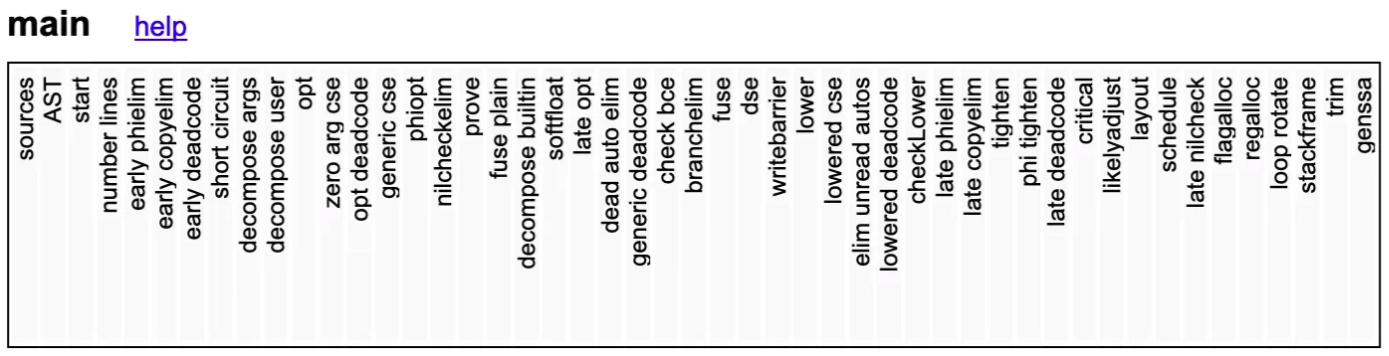 main help
sources
AST
start
number lines
early phielim
early copyelim
early deadcode
short circuit
decompose args
decompose user
opt
zero arg cse
opt deadcode
generic cse
phiopt
nilcheckelim
prove
fuse plain
decompose builtin
softfloat
late opt
dead auto elim
generic deadcode
check bce
branchelim
fuse
dse
writebarrier
lower
lowered cse
elim unread autos
lowered deadcode
checkLower
late phielim
late copyelim
tighten
phi tighten
late deadcode
critical
likelyadjust
layout
schedule
late nilcheck
flagalloc
regalloc
loop rotate
stackframe
trim
genssa